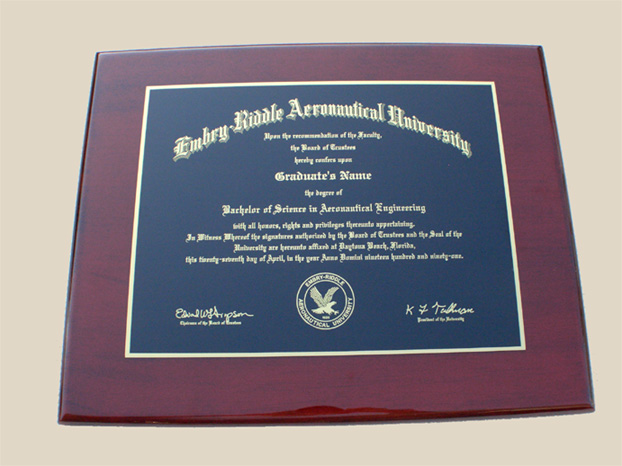 Embry-Riddle Aeronautical University
Upon the recommendation of the Faculty,
the Board of Trustees
hereby confers upon
Graduate's Name
the degree of
Bachelor of Science in Aeronautical Engineering
with all honors, rights and privileges thereunto appertaining.
In Witness Whereof the signatures authorized by the Board of Trustees and the Seal of the
University are hereunto affixed at Daytona Beach, Florida,
this twenty-seventh day of April, in the year Anno Domini nineteen hundred and ninety-one.
EMBRY-RIDDLE
AERONAUTICAL UNIVERSITY
Chairman of the Board of Trustees
President of the University